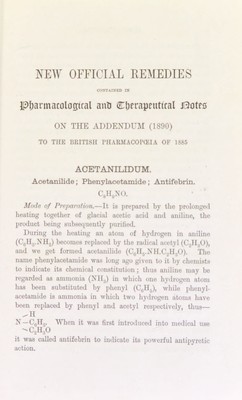 NEW OFFICIAL REMEDIES
CONTAINED IN
Pharmacological and Therapeutical Notes
ON THE ADDENDUM (1890)
TO THE BRITISH PHARMACOPŒIA OF 1885
ACETANILIDUM.
Acetanilide; Phenylacetamide; Antifebrin.
C₈H₉NO.
Mode of Preparation.—It is prepared by the prolonged
heating together of glacial acetic acid and aniline, the
product being subsequently purified.
During the heating an atom of hydrogen in aniline
(C₆H₅.NH₂) becomes replaced by the radical acetyl (C₂H₃O),
and we get formed acetanilide (C₆H₅.NH.C₂H₃O). The
name phenylacetamide was long age given to it by chemists
to indicate its chemical constitution; thus aniline may be
regarded as ammonia (NH₃) in which one hydrogen atom
has been substituted by phenyl (C₆H₅), while phenyl-
acetamide is ammonia in which two hydrogen atoms have
been replaced by phenyl and acetyl respectively, thus—
H
N—C₆H₅. When it was first introduced into medical use
C₂H₃O
it was called antifebrin to indicate its powerful antipyretic
action.